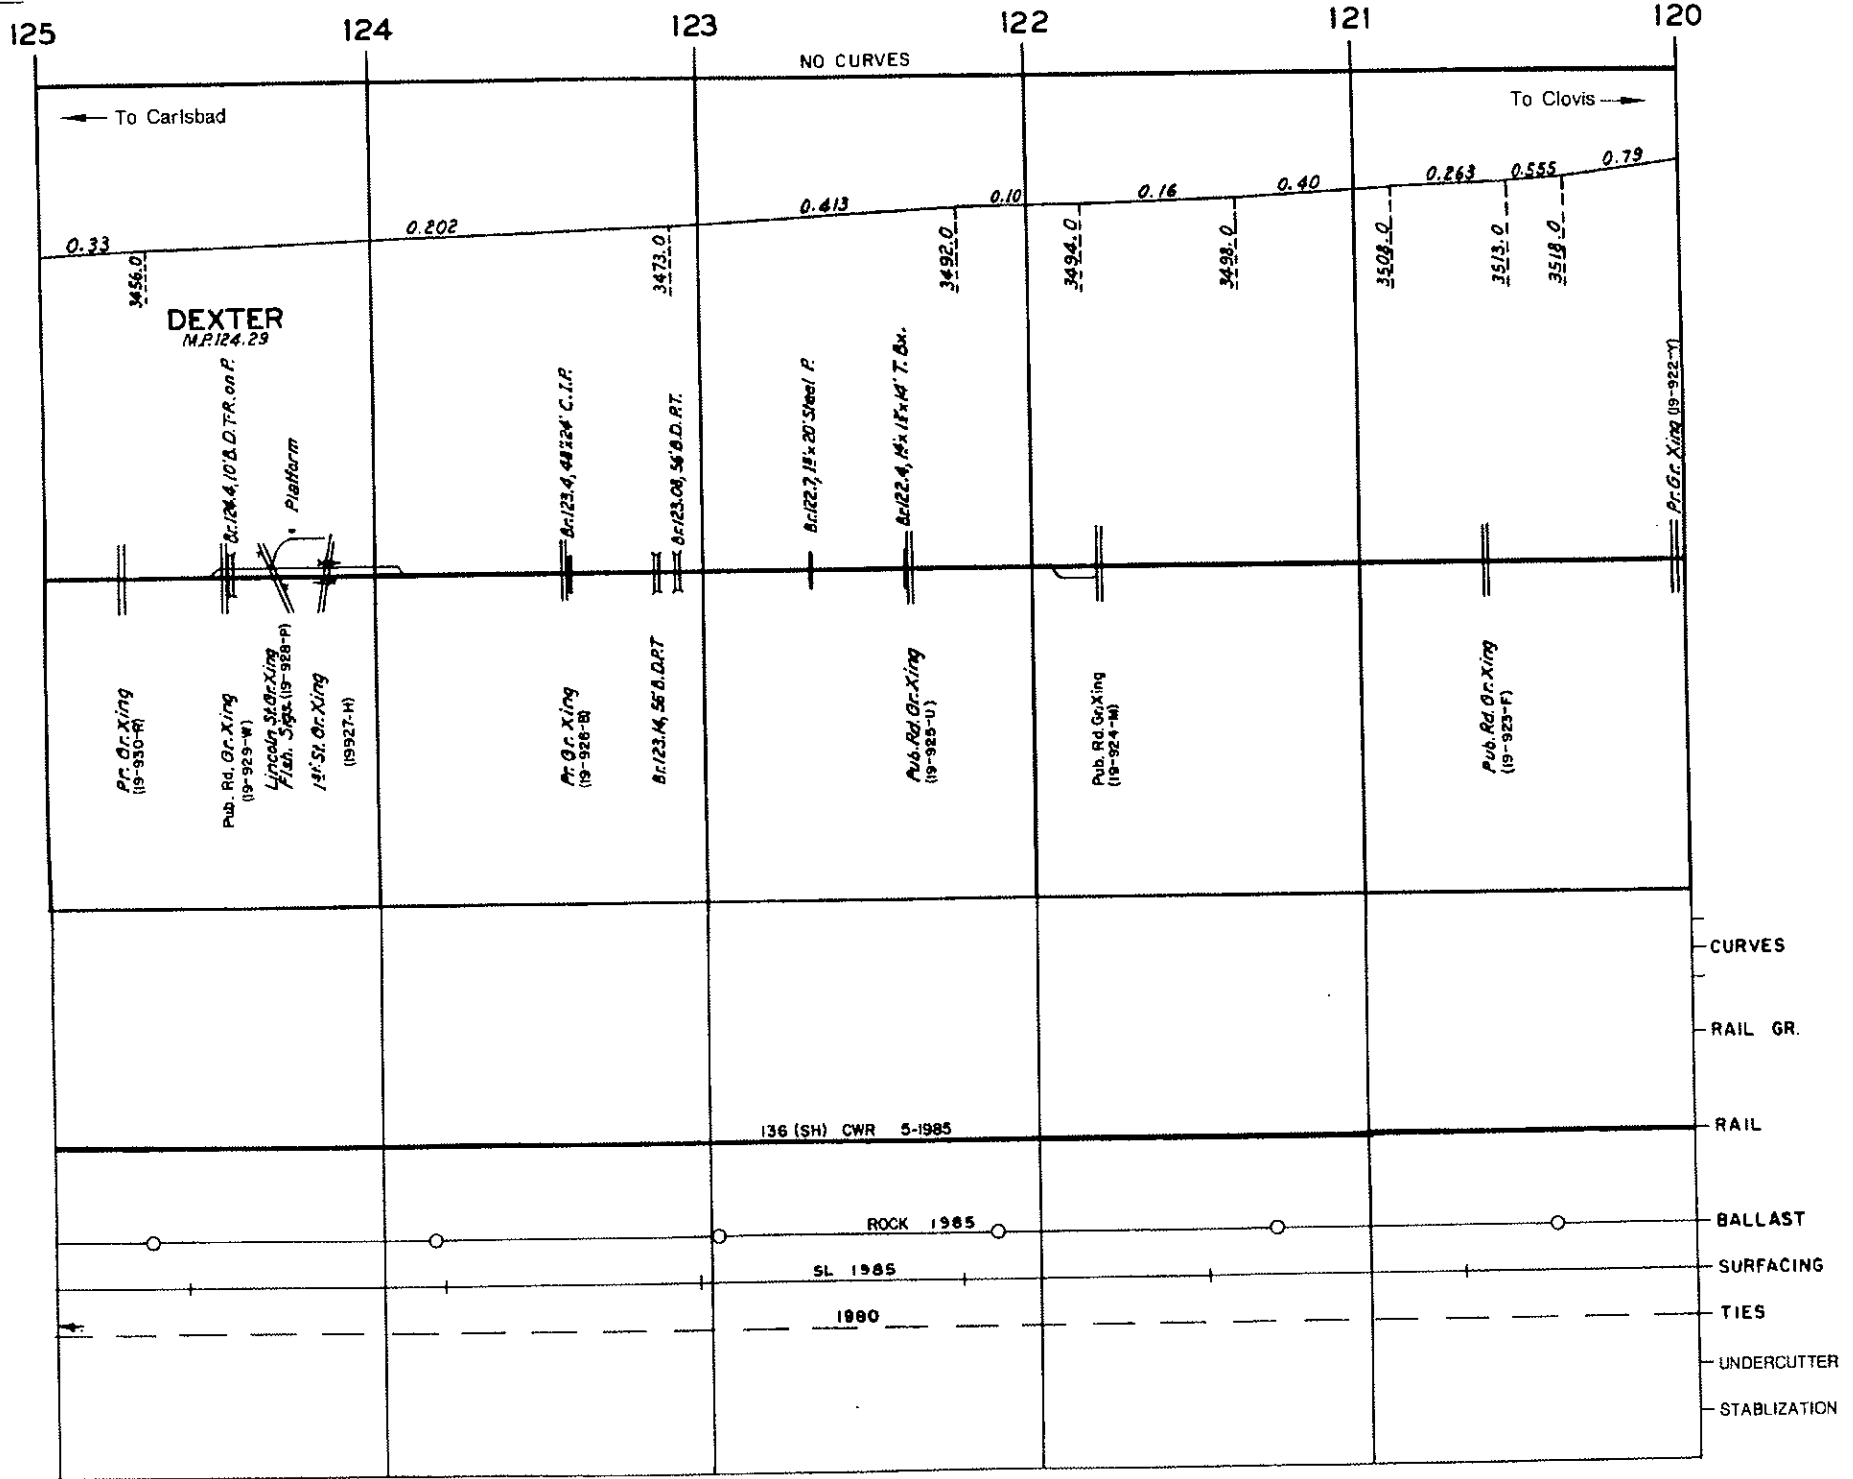 125 124 123 122 121 120
NO CURVES
To Carlsbad
To Clovis
0.33 0.202 0.413 0.10 0.16 0.40 0.263 0.555 0.79
3456.0
3473.0
3492.0
3494.0
3498.0
3508.0
3513.0
3518.0
DEXTER
M.P. 124.29
Br. 124.4, 10' B.D.T-R. on P.
Platform
Br. 123.4, 48"x24' C.I.P.
Br. 123.08, 56' B.D.P.T.
Br. 122.7, 18"x20' Steel P.
Br. 122.4, T. Bx.
Pr. Gr. Xing (19-922-Y)
Pr. Gr. Xing
(19-930-R)
Pub. Rd. Gr. Xing
(19-929-W)
Lincoln St. Gr. Xing
Flsh. Sigs. (19-928-P)
1st St. Gr. Xing
(19927-H)
Pr. Gr. Xing
(19-926-B)
Br. 123.14, 56' B.D.P.T
Pub. Rd. Gr. Xing
(19-925-U)
Pub. Rd. Gr. Xing
(19-924-M)
Pub. Rd. Gr. Xing
(19-923-F)
CURVES
RAIL GR.
136 (SH) CWR 5-1985
RAIL
ROCK 1985
BALLAST
SL 1985
SURFACING
1980
TIES
UNDERCUTTER
STABLIZATION